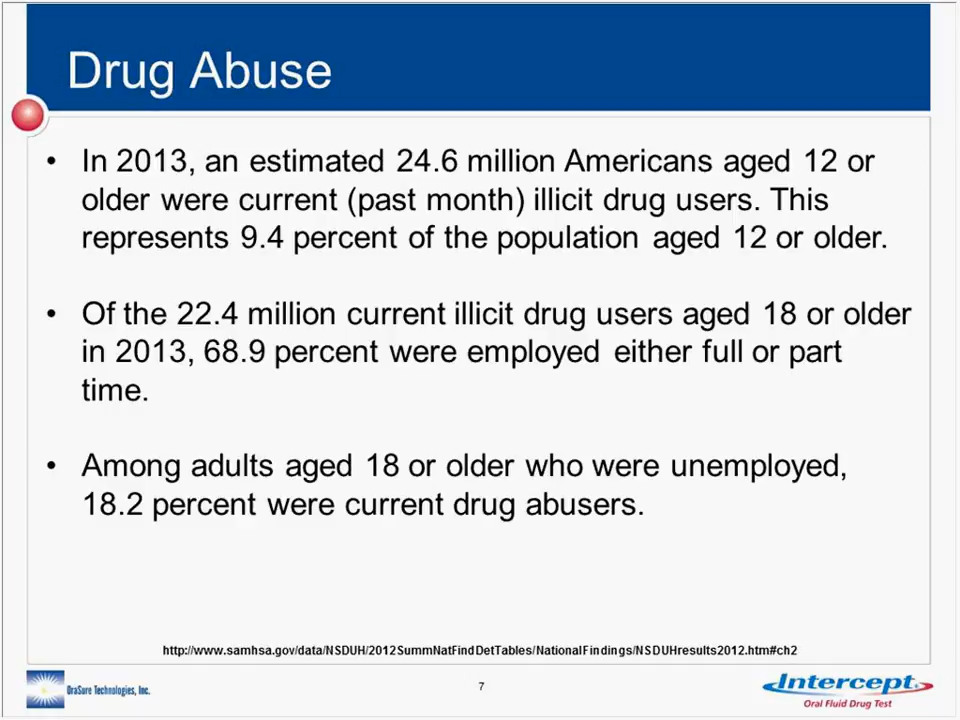 Drug Abuse
• In 2013, an estimated 24.6 million Americans aged 12 or
older were current (past month) illicit drug users. This
represents 9.4 percent of the population aged 12 or older.
• Of the 22.4 million current illicit drug users aged 18 or older
in 2013, 68.9 percent were employed either full or part
time.
• Among adults aged 18 or older who were unemployed,
18.2 percent were current drug abusers.
http://www.samhsa.gov/data/NSDUH/2012SummNatFindDetTables/NationalFindings/NSDUHresults2012.htm#ch2
OraSure Technologies, Inc.
7
Intercept®
Oral Fluid Drug Test